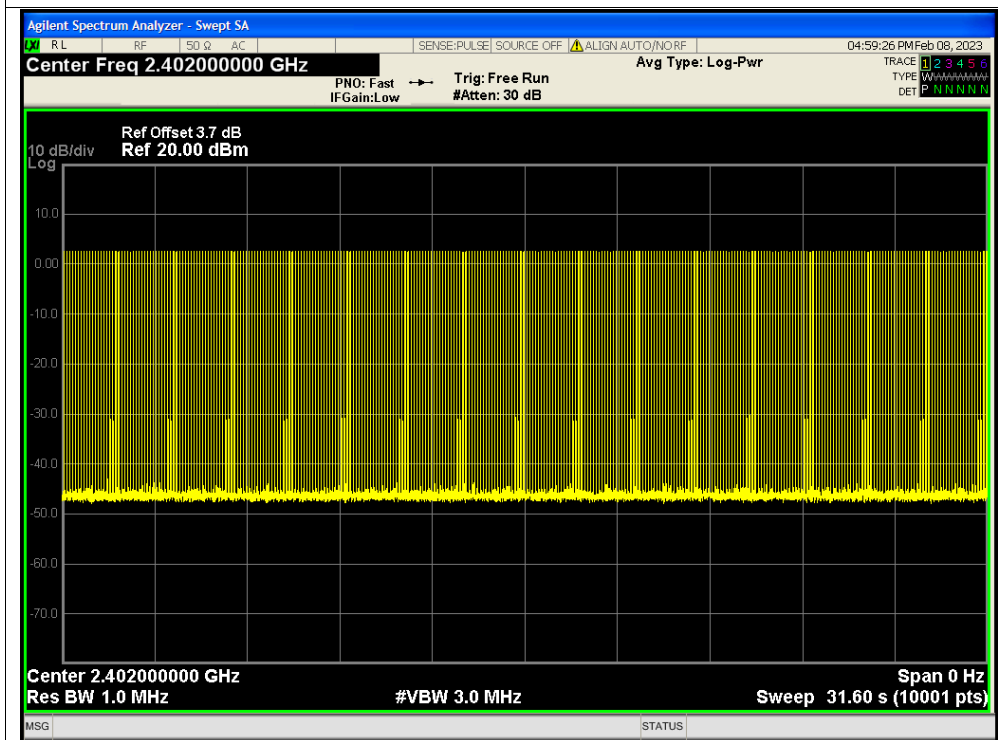 Agilent Spectrum Analyzer - Swept SA
LXI RL RF 50 Ω AC SENSE:PULSE SOURCE OFF ALIGN AUTO/NO RF 04:59:26 PM Feb 08, 2023
Center Freq 2.402000000 GHz
PNO: Fast
IFGain:Low
Trig: Free Run
#Atten: 30 dB
Avg Type: Log-Pwr
TRACE 1 2 3 4 5 6
TYPE WWWWWW
DET P N N N N N
Ref Offset 3.7 dB
10 dB/div Ref 20.00 dBm
Log
10.0
0.00
-10.0
-20.0
-30.0
-40.0
-50.0
-60.0
-70.0
Center 2.402000000 GHz Span 0 Hz
Res BW 1.0 MHz #VBW 3.0 MHz Sweep 31.60 s (10001 pts)
MSG STATUS